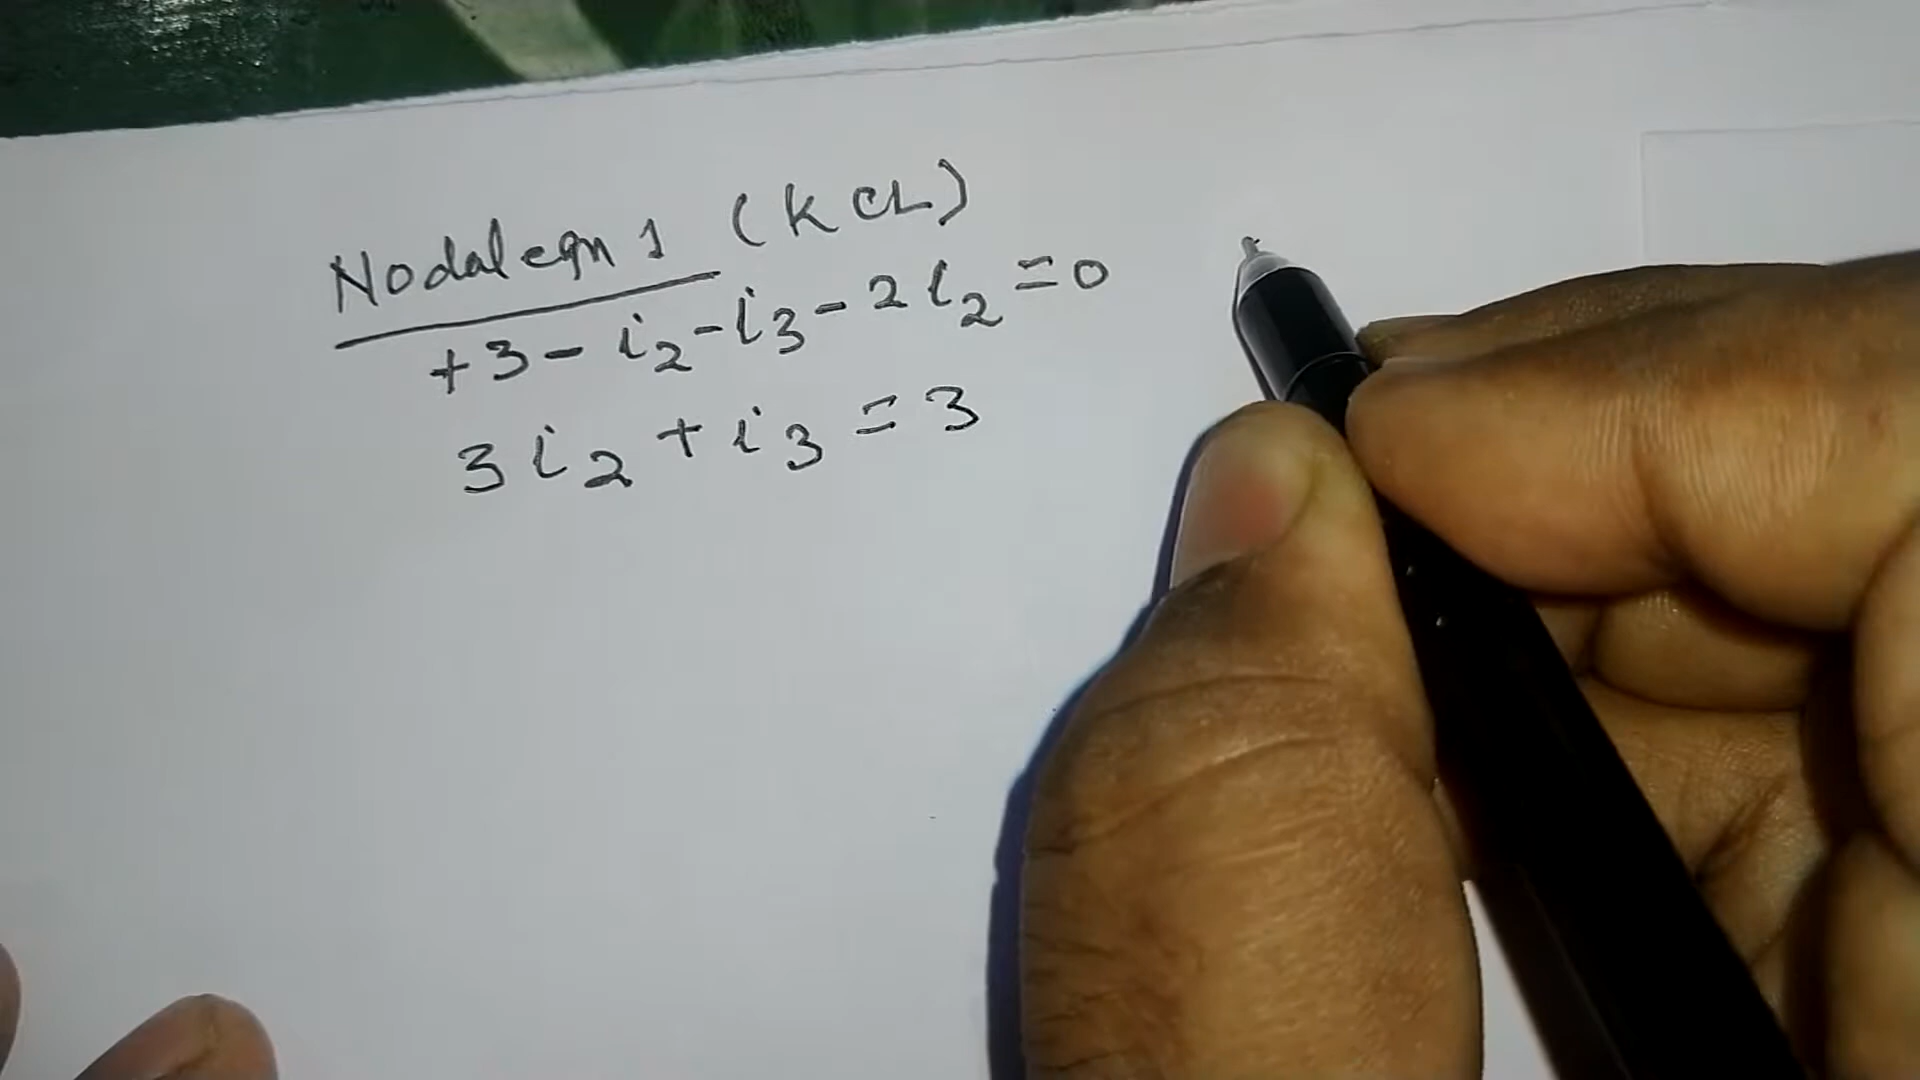 Nodal eqn 1 (KCL)
+3 - i₂ - i₃ - 2i₂ = 0
3i₂ + i₃ = 3